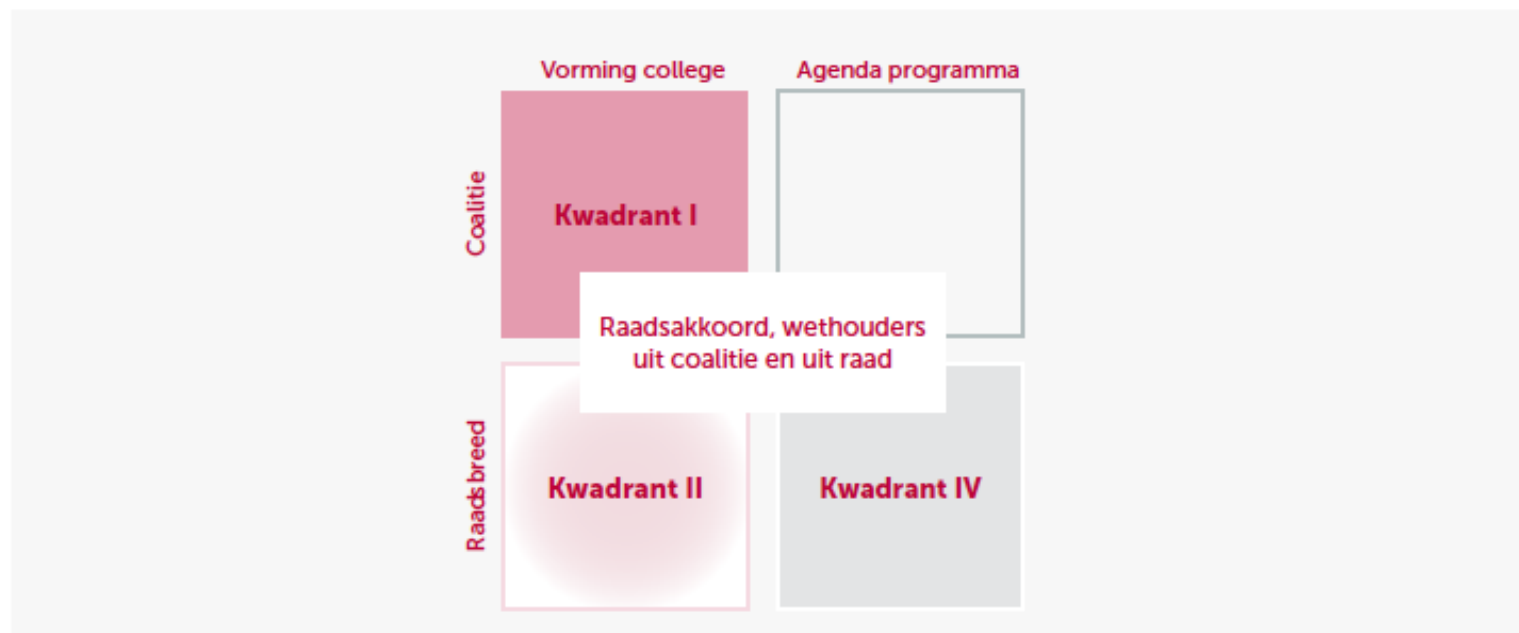 Vorming college
Agenda programma
Coalitie
Kwadrant I
Raadsakkoord, wethouders
uit coalitie en uit raad
Raadsbreed
Kwadrant II
Kwadrant IV